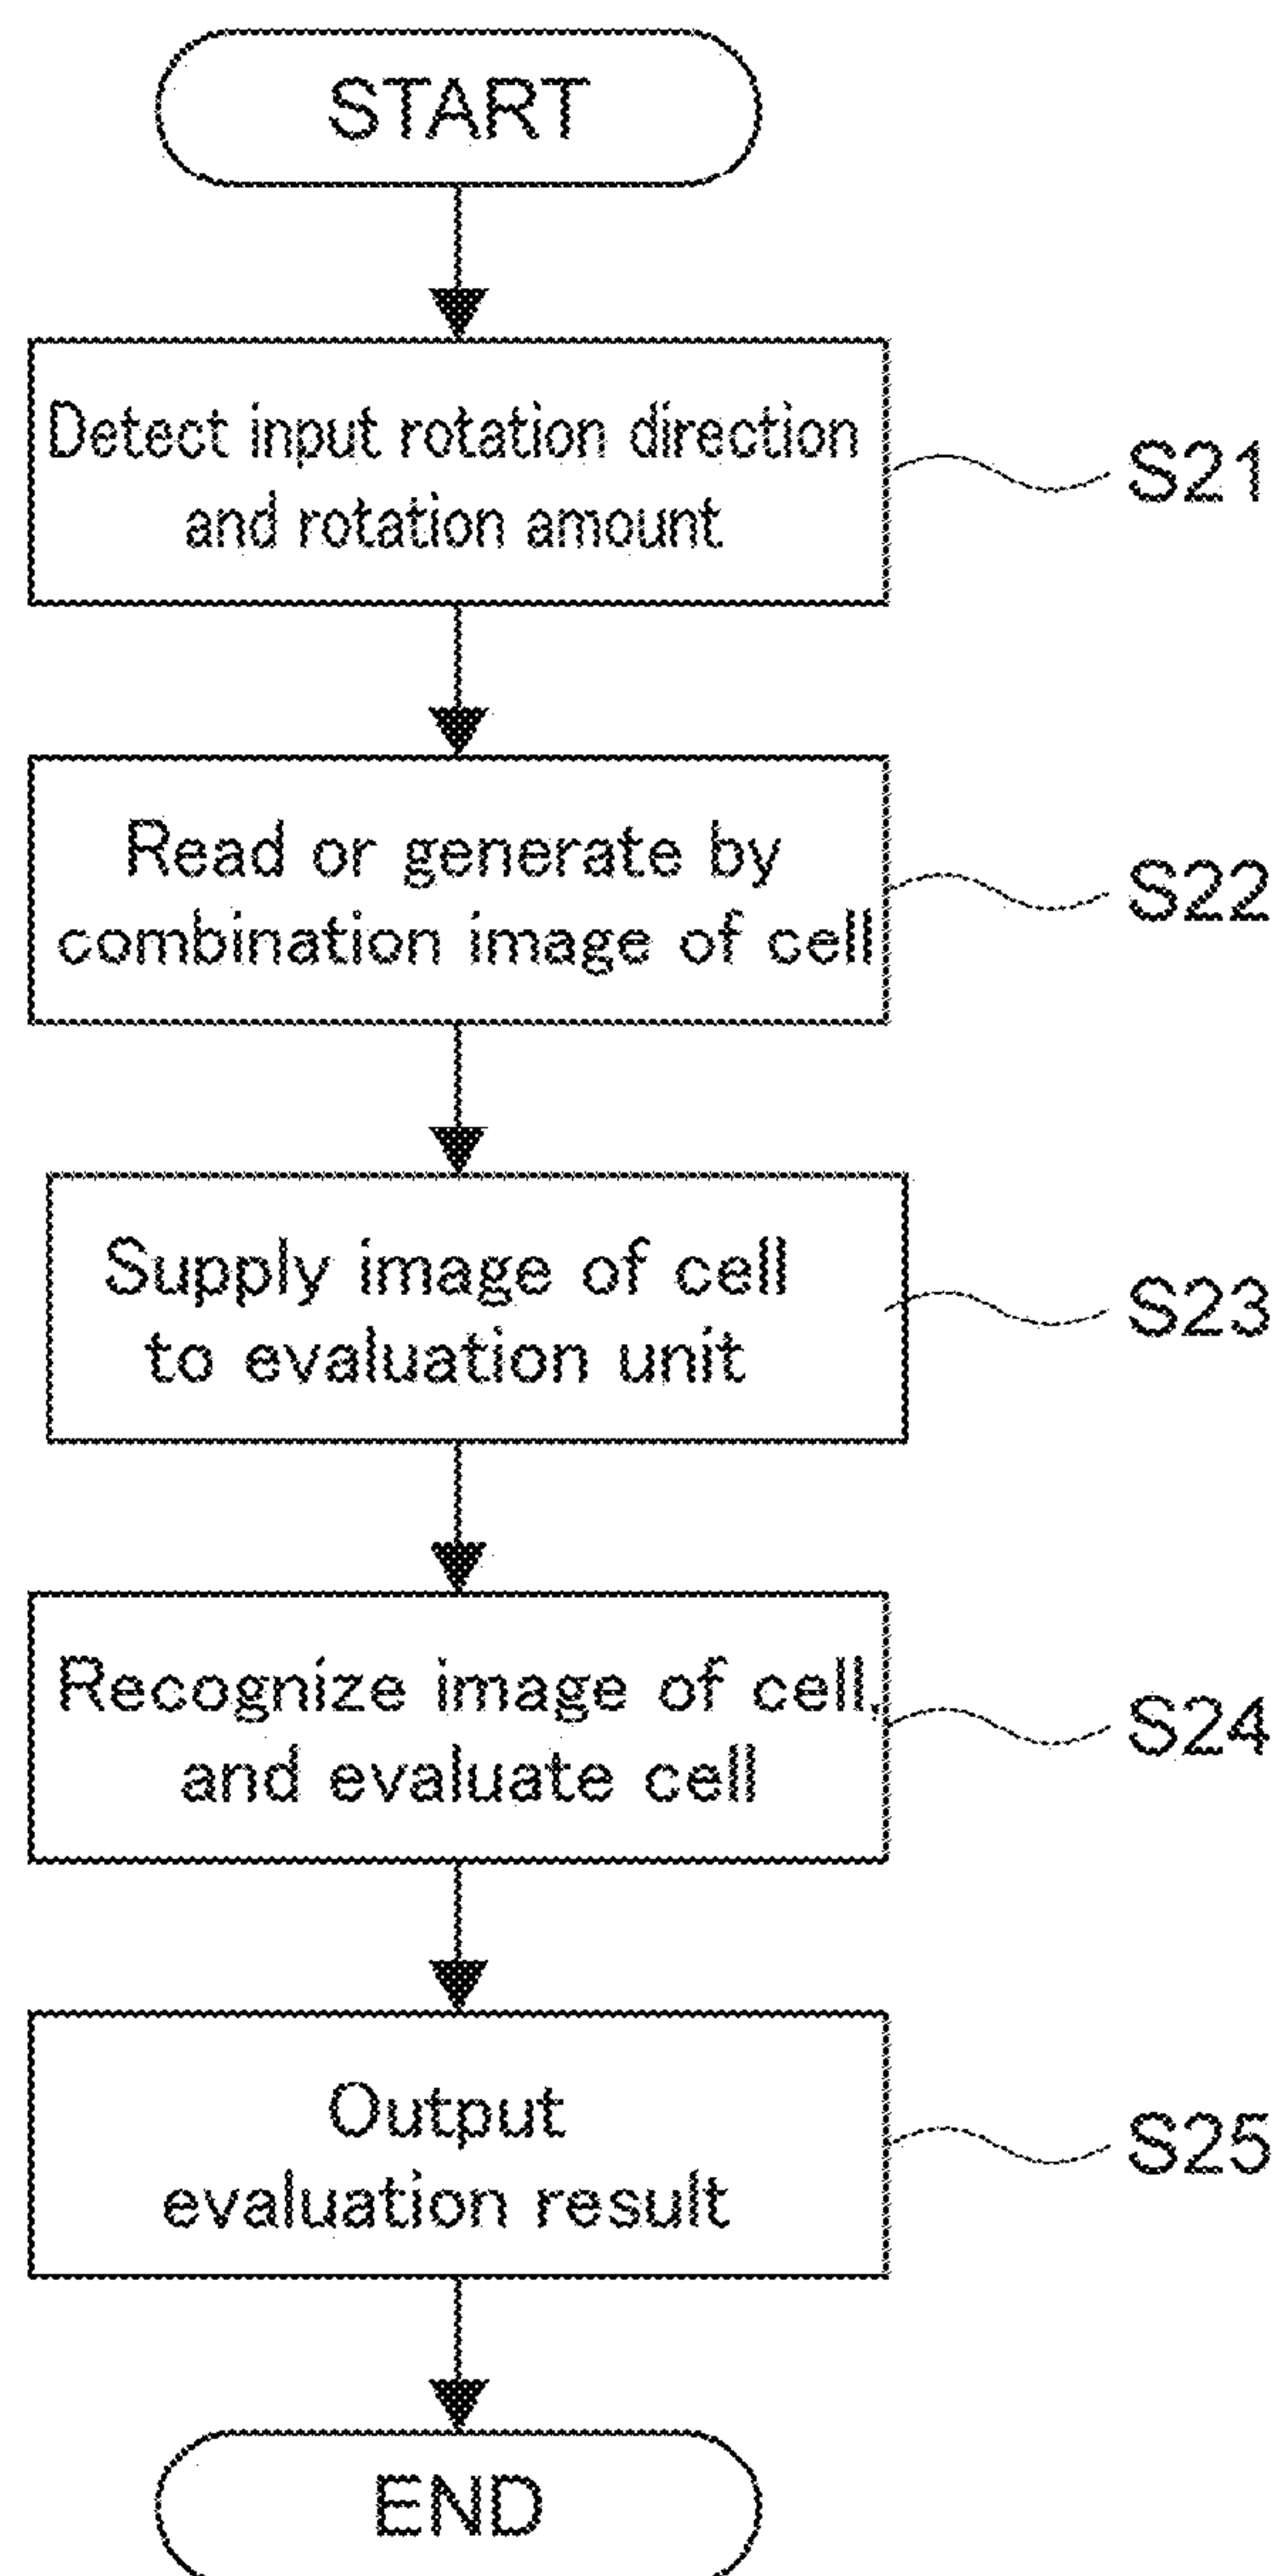 START
Detect input rotation direction
and rotation amount
S21
Read or generate by
combination image of cell
S22
Supply image of cell
to evaluation unit
S23
Recognize image of cell,
and evaluate cell
S24
Output
evaluation result
S25
END